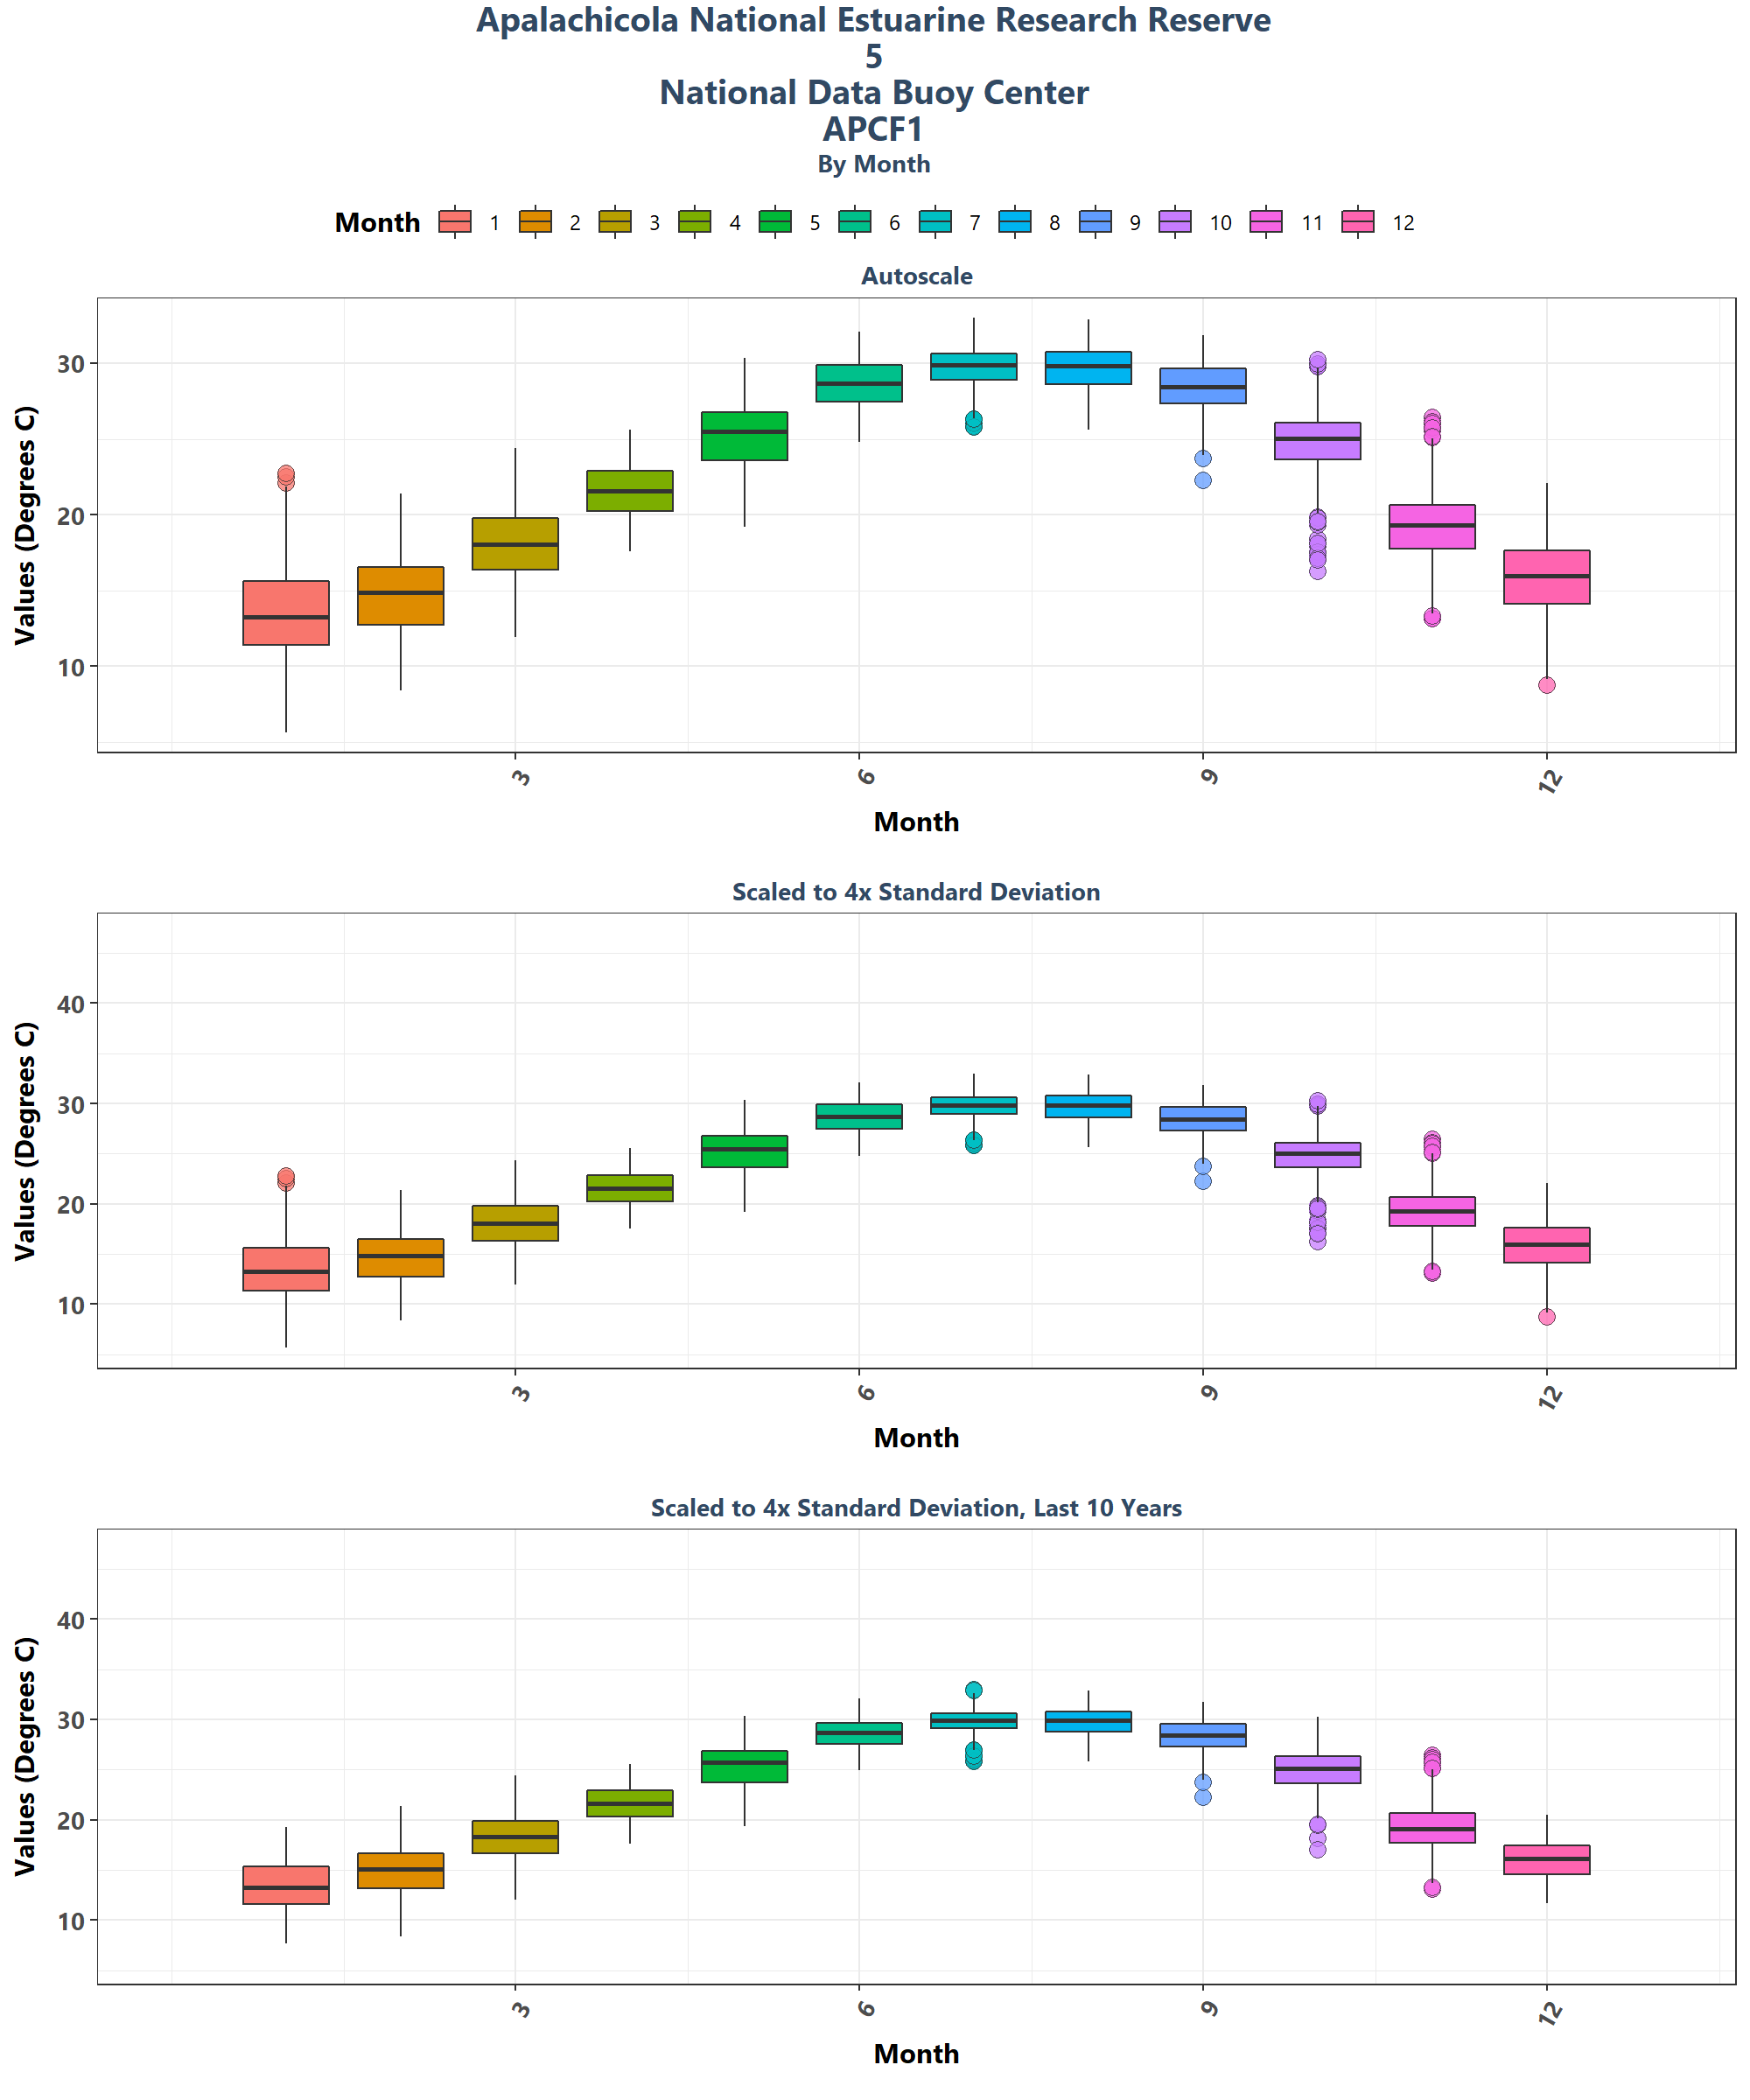 Apalachicola National Estuarine Research Reserve
5
National Data Buoy Center
APCF1
By Month
Month 1 2 3 4 5 6 7 8 9 10 11 12
Autoscale
Values (Degrees C)
30
20
10
3 6 9 12
Month
Scaled to 4x Standard Deviation
Values (Degrees C)
40
30
20
10
3 6 9 12
Month
Scaled to 4x Standard Deviation, Last 10 Years
Values (Degrees C)
40
30
20
10
3 6 9 12
Month